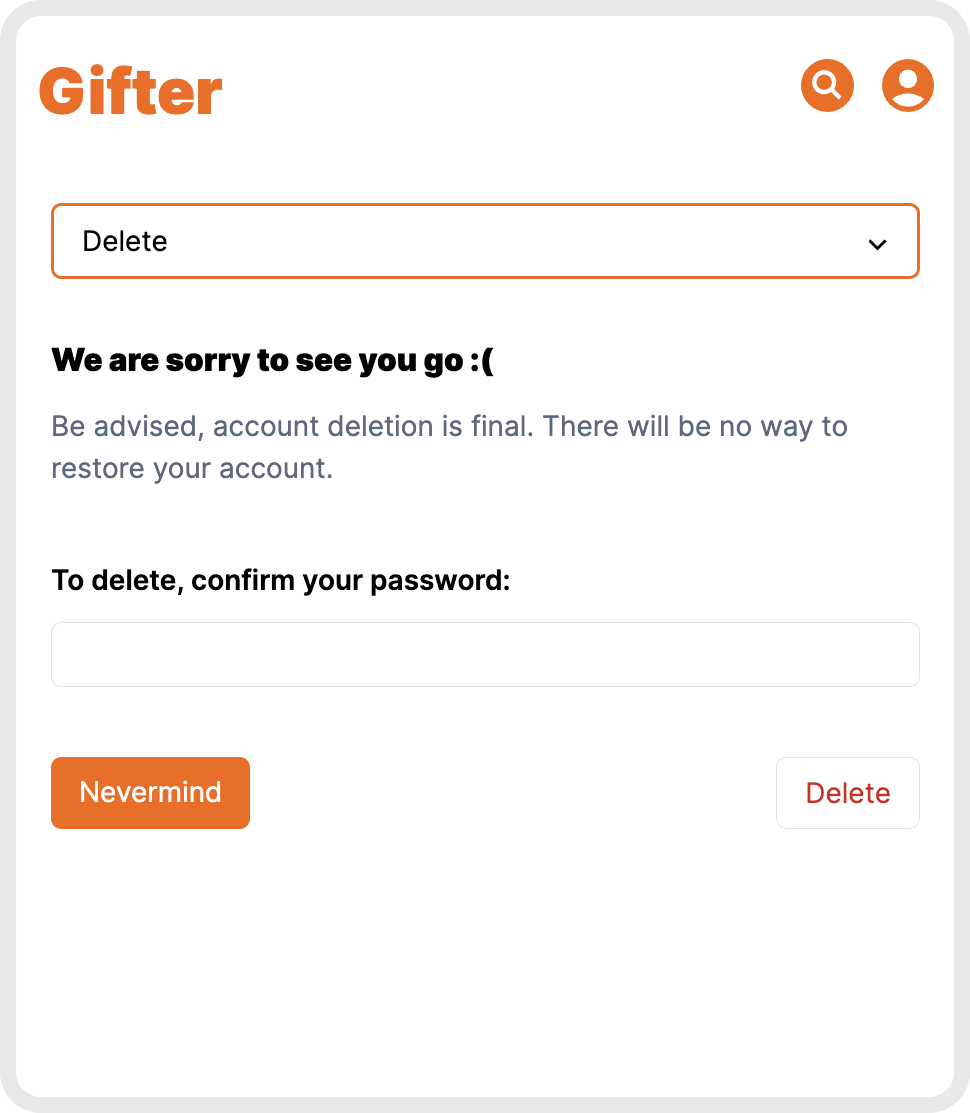 Gifter
Delete
We are sorry to see you go :(
Be advised, account deletion is final. There will be no way to
restore your account.
To delete, confirm your password:
Nevermind
Delete